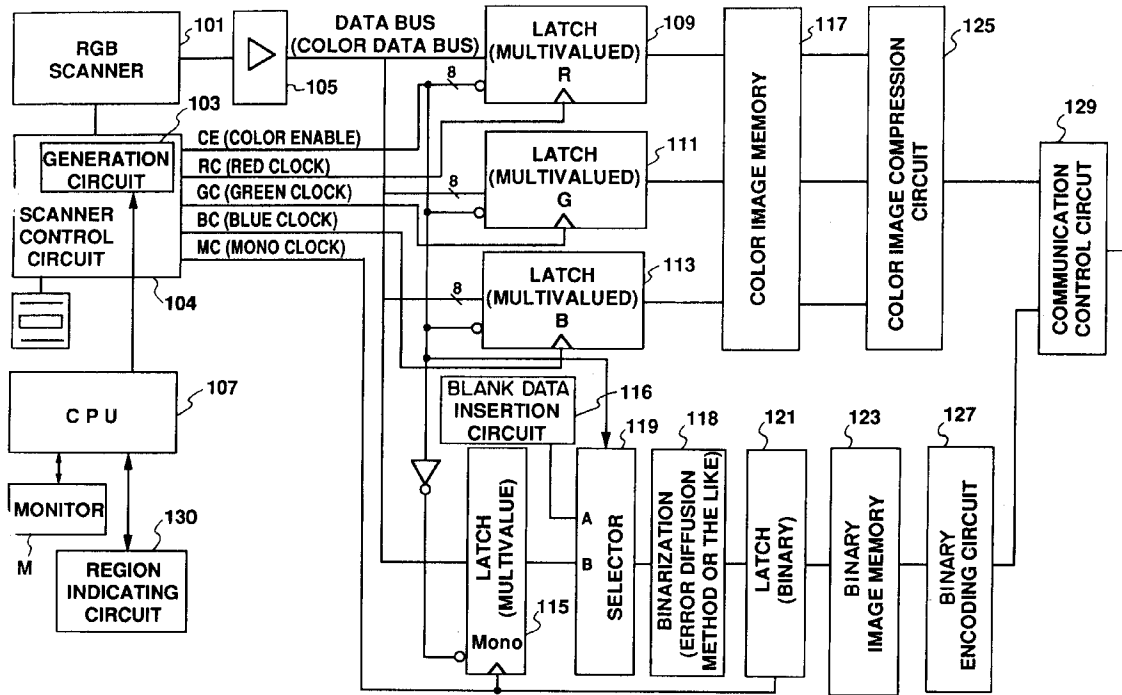 RGB
SCANNER
101
105
DATA BUS
(COLOR DATA BUS)
LATCH
(MULTIVALUED)
R
109
8
COLOR IMAGE MEMORY
117
COLOR IMAGE COMPRESSION
CIRCUIT
125
103
GENERATION
CIRCUIT
SCANNER
CONTROL
CIRCUIT
104
CE (COLOR ENABLE)
RC (RED CLOCK)
GC (GREEN CLOCK)
BC (BLUE CLOCK)
MC (MONO CLOCK)
LATCH
(MULTIVALUED)
G
111
8
LATCH
(MULTIVALUED)
B
113
8
COMMUNICATION
CONTROL CIRCUT
129
CPU
107
MONITOR
M
REGION
INDICATING
CIRCUIT
130
BLANK DATA
INSERTION
CIRCUIT
116
LATCH
(MULTIVALUE)
Mono
115
A
B
SELECTOR
119
BINARIZATION
(ERROR DIFFUSION
METHOD OR THE LIKE)
118
LATCH
(BINARY)
121
BINARY
IMAGE MEMORY
123
BINARY
ENCODING CIRCUIT
127